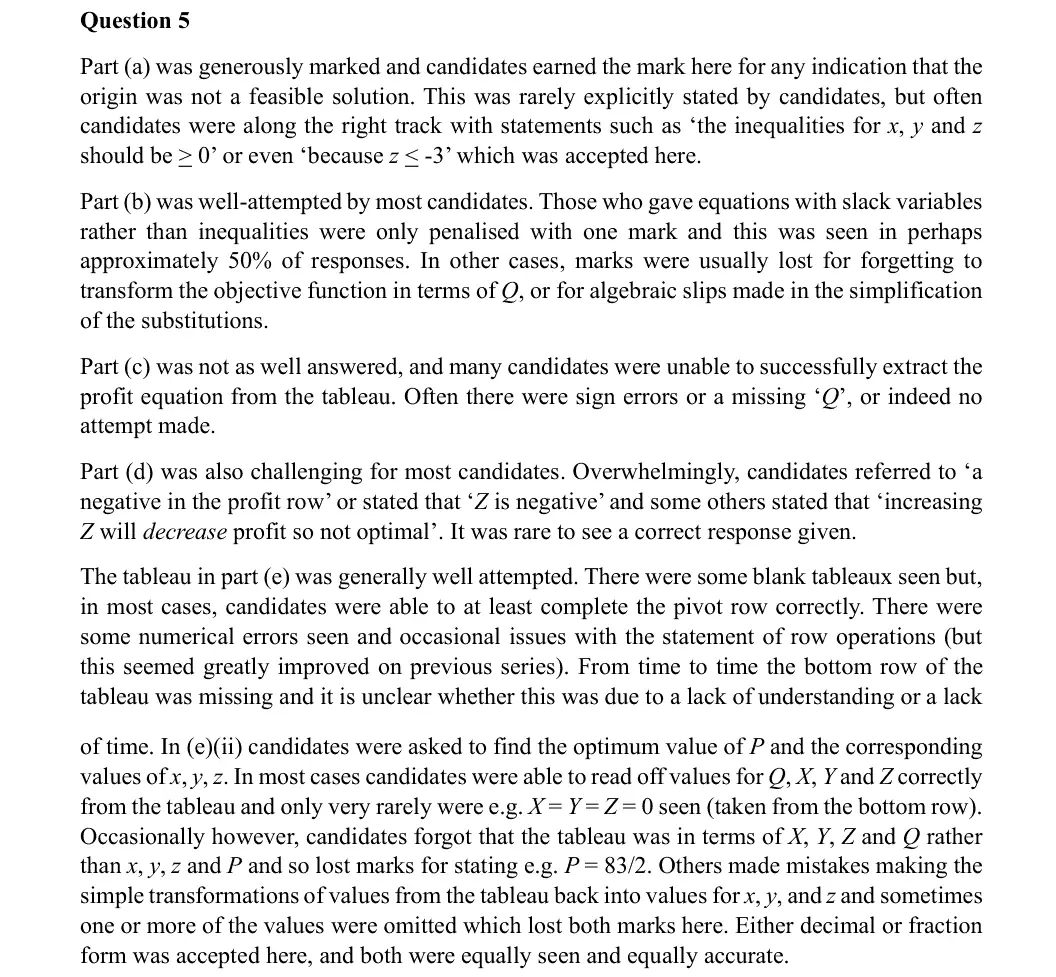 Question 5
Part (a) was generously marked and candidates earned the mark here for any indication that the
origin was not a feasible solution. This was rarely explicitly stated by candidates, but often
candidates were along the right track with statements such as ‘the inequalities for x, y and z
should be ≥ 0’ or even ‘because z ≤ -3’ which was accepted here.
Part (b) was well-attempted by most candidates. Those who gave equations with slack variables
rather than inequalities were only penalised with one mark and this was seen in perhaps
approximately 50% of responses. In other cases, marks were usually lost for forgetting to
transform the objective function in terms of Q, or for algebraic slips made in the simplification
of the substitutions.
Part (c) was not as well answered, and many candidates were unable to successfully extract the
profit equation from the tableau. Often there were sign errors or a missing ‘Q’, or indeed no
attempt made.
Part (d) was also challenging for most candidates. Overwhelmingly, candidates referred to ‘a
negative in the profit row’ or stated that ‘Z is negative’ and some others stated that ‘increasing
Z will decrease profit so not optimal’. It was rare to see a correct response given.
The tableau in part (e) was generally well attempted. There were some blank tableaux seen but,
in most cases, candidates were able to at least complete the pivot row correctly. There were
some numerical errors seen and occasional issues with the statement of row operations (but
this seemed greatly improved on previous series). From time to time the bottom row of the
tableau was missing and it is unclear whether this was due to a lack of understanding or a lack
of time. In (e)(ii) candidates were asked to find the optimum value of P and the corresponding
values of x, y, z. In most cases candidates were able to read off values for Q, X, Y and Z correctly
from the tableau and only very rarely were e.g. X = Y = Z = 0 seen (taken from the bottom row).
Occasionally however, candidates forgot that the tableau was in terms of X, Y, Z and Q rather
than x, y, z and P and so lost marks for stating e.g. P = 83/2. Others made mistakes making the
simple transformations of values from the tableau back into values for x, y, and z and sometimes
one or more of the values were omitted which lost both marks here. Either decimal or fraction
form was accepted here, and both were equally seen and equally accurate.